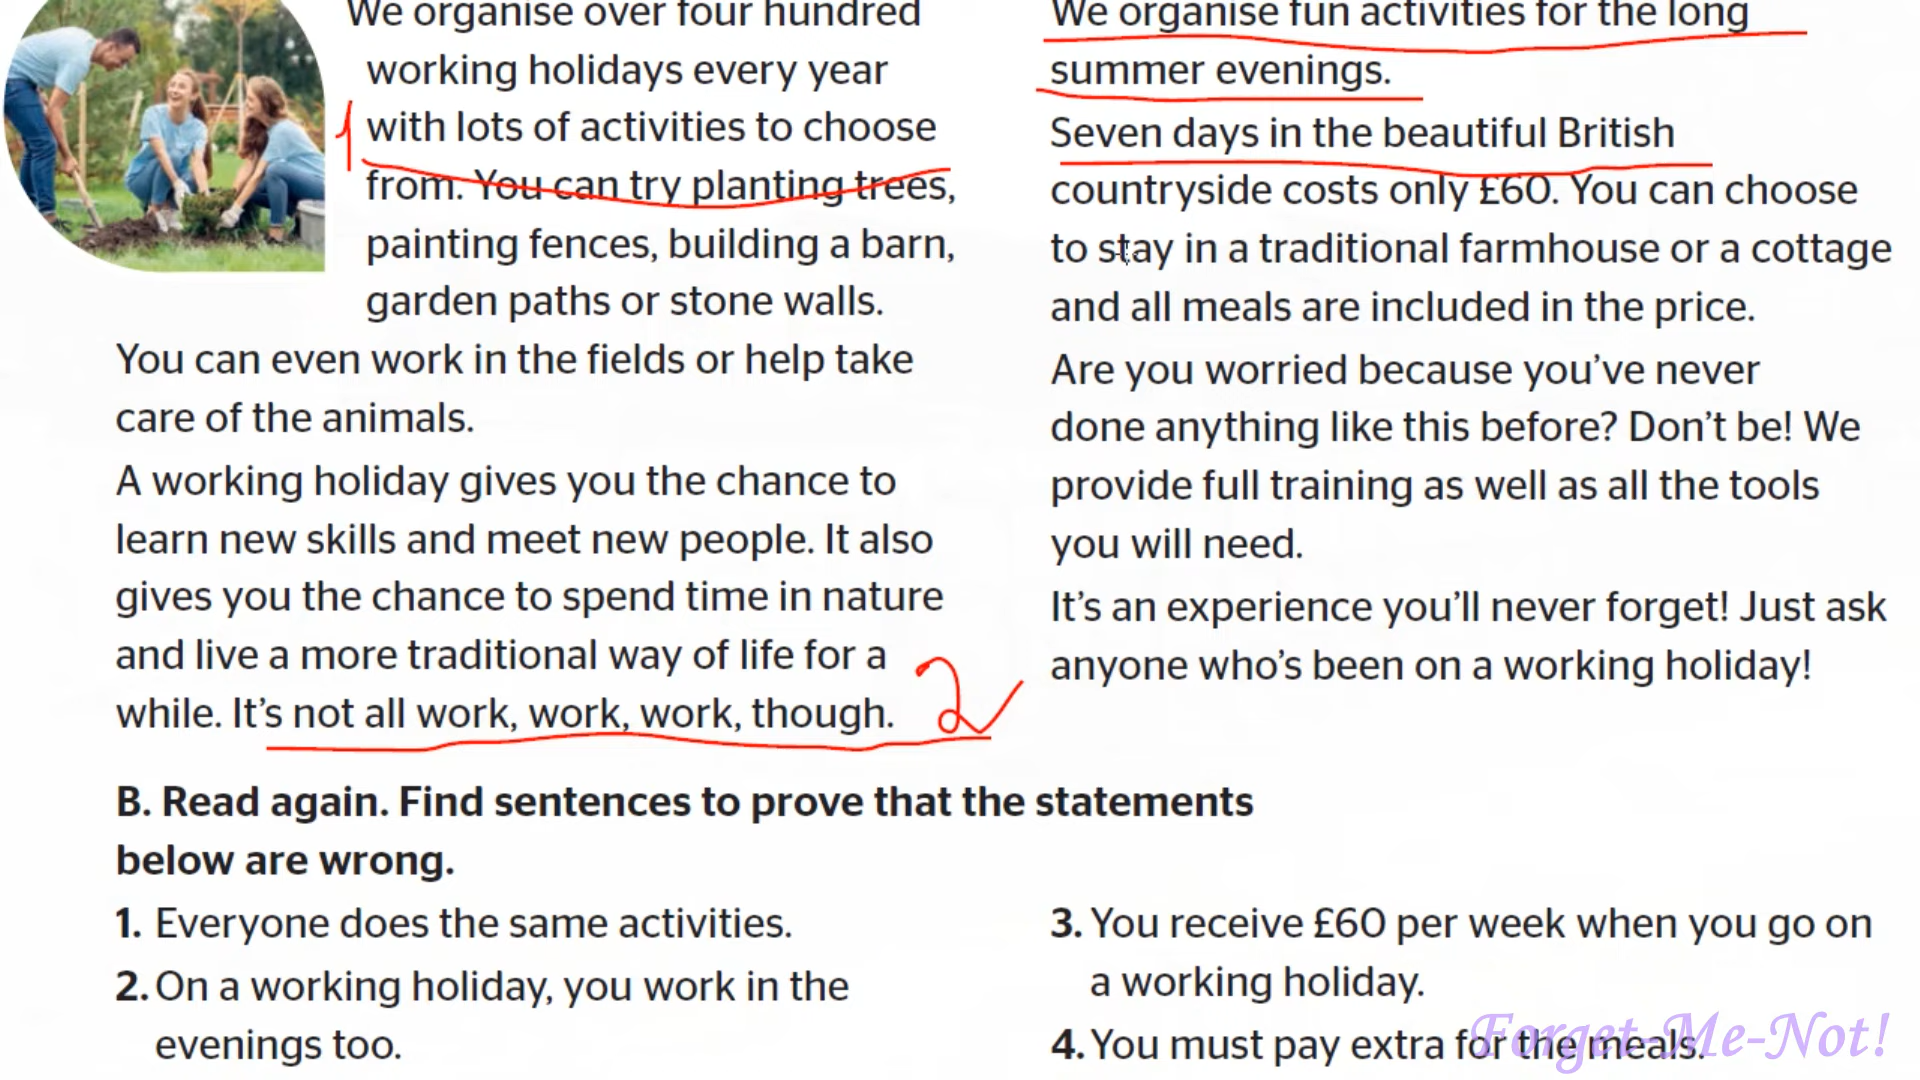 We organise over four hundred
working holidays every year
1 with lots of activities to choose
from. You can try planting trees,
painting fences, building a barn,
garden paths or stone walls.
You can even work in the fields or help take
care of the animals.
A working holiday gives you the chance to
learn new skills and meet new people. It also
gives you the chance to spend time in nature
and live a more traditional way of life for a
while. It’s not all work, work, work, though. 2
We organise fun activities for the long
summer evenings.
Seven days in the beautiful British
countryside costs only £60. You can choose
to stay in a traditional farmhouse or a cottage
and all meals are included in the price.
Are you worried because you’ve never
done anything like this before? Don’t be! We
provide full training as well as all the tools
you will need.
It’s an experience you’ll never forget! Just ask
anyone who’s been on a working holiday!
B. Read again. Find sentences to prove that the statements
below are wrong.
1. Everyone does the same activities.
2. On a working holiday, you work in the
evenings too.
3. You receive £60 per week when you go on
a working holiday.
4. You must pay extra for the meals.
Forget-Me-Not!